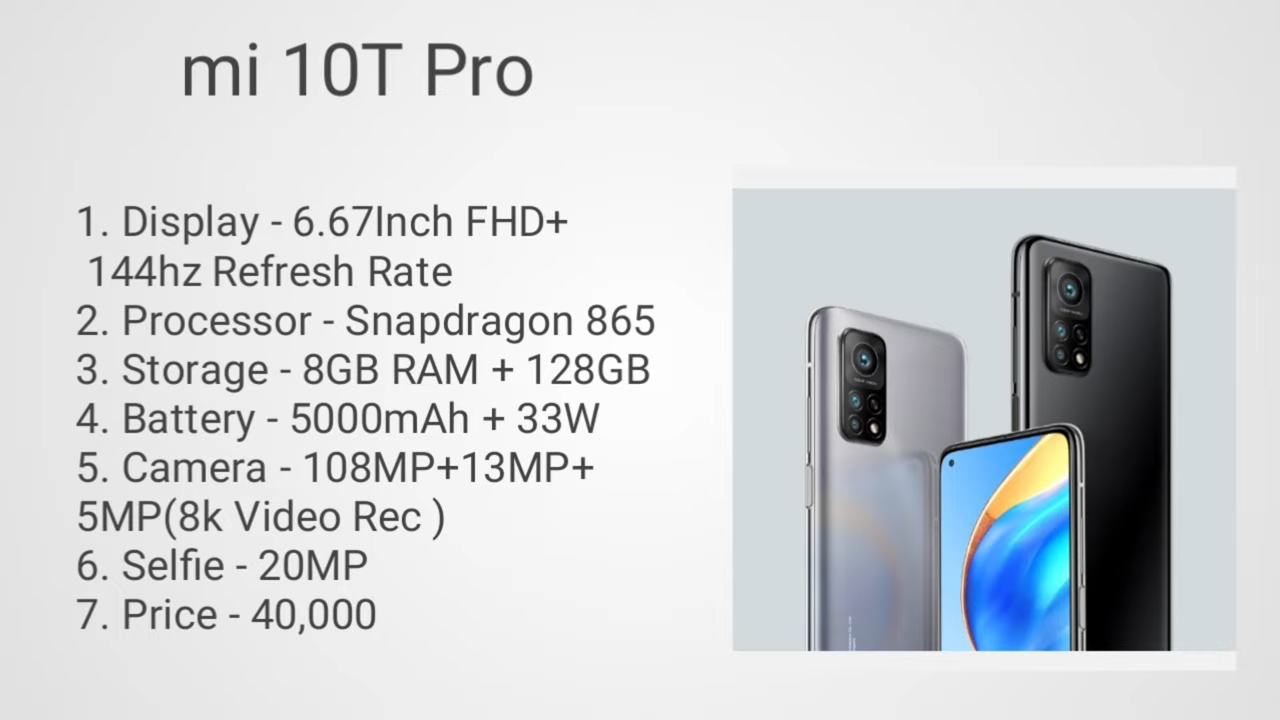 mi 10T Pro
1. Display - 6.67Inch FHD+
144hz Refresh Rate
2. Processor - Snapdragon 865
3. Storage - 8GB RAM + 128GB
4. Battery - 5000mAh + 33W
5. Camera - 108MP+13MP+
5MP(8k Video Rec )
6. Selfie - 20MP
7. Price - 40,000